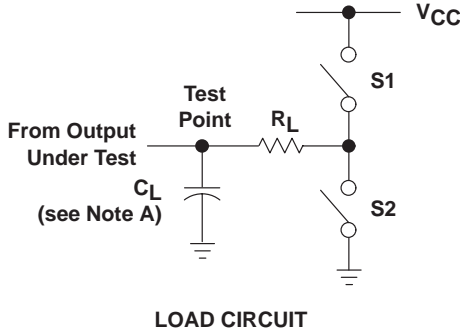 VCC
S1
Test
Point
RL
From Output
Under Test
CL
(see Note A)
S2
LOAD CIRCUIT